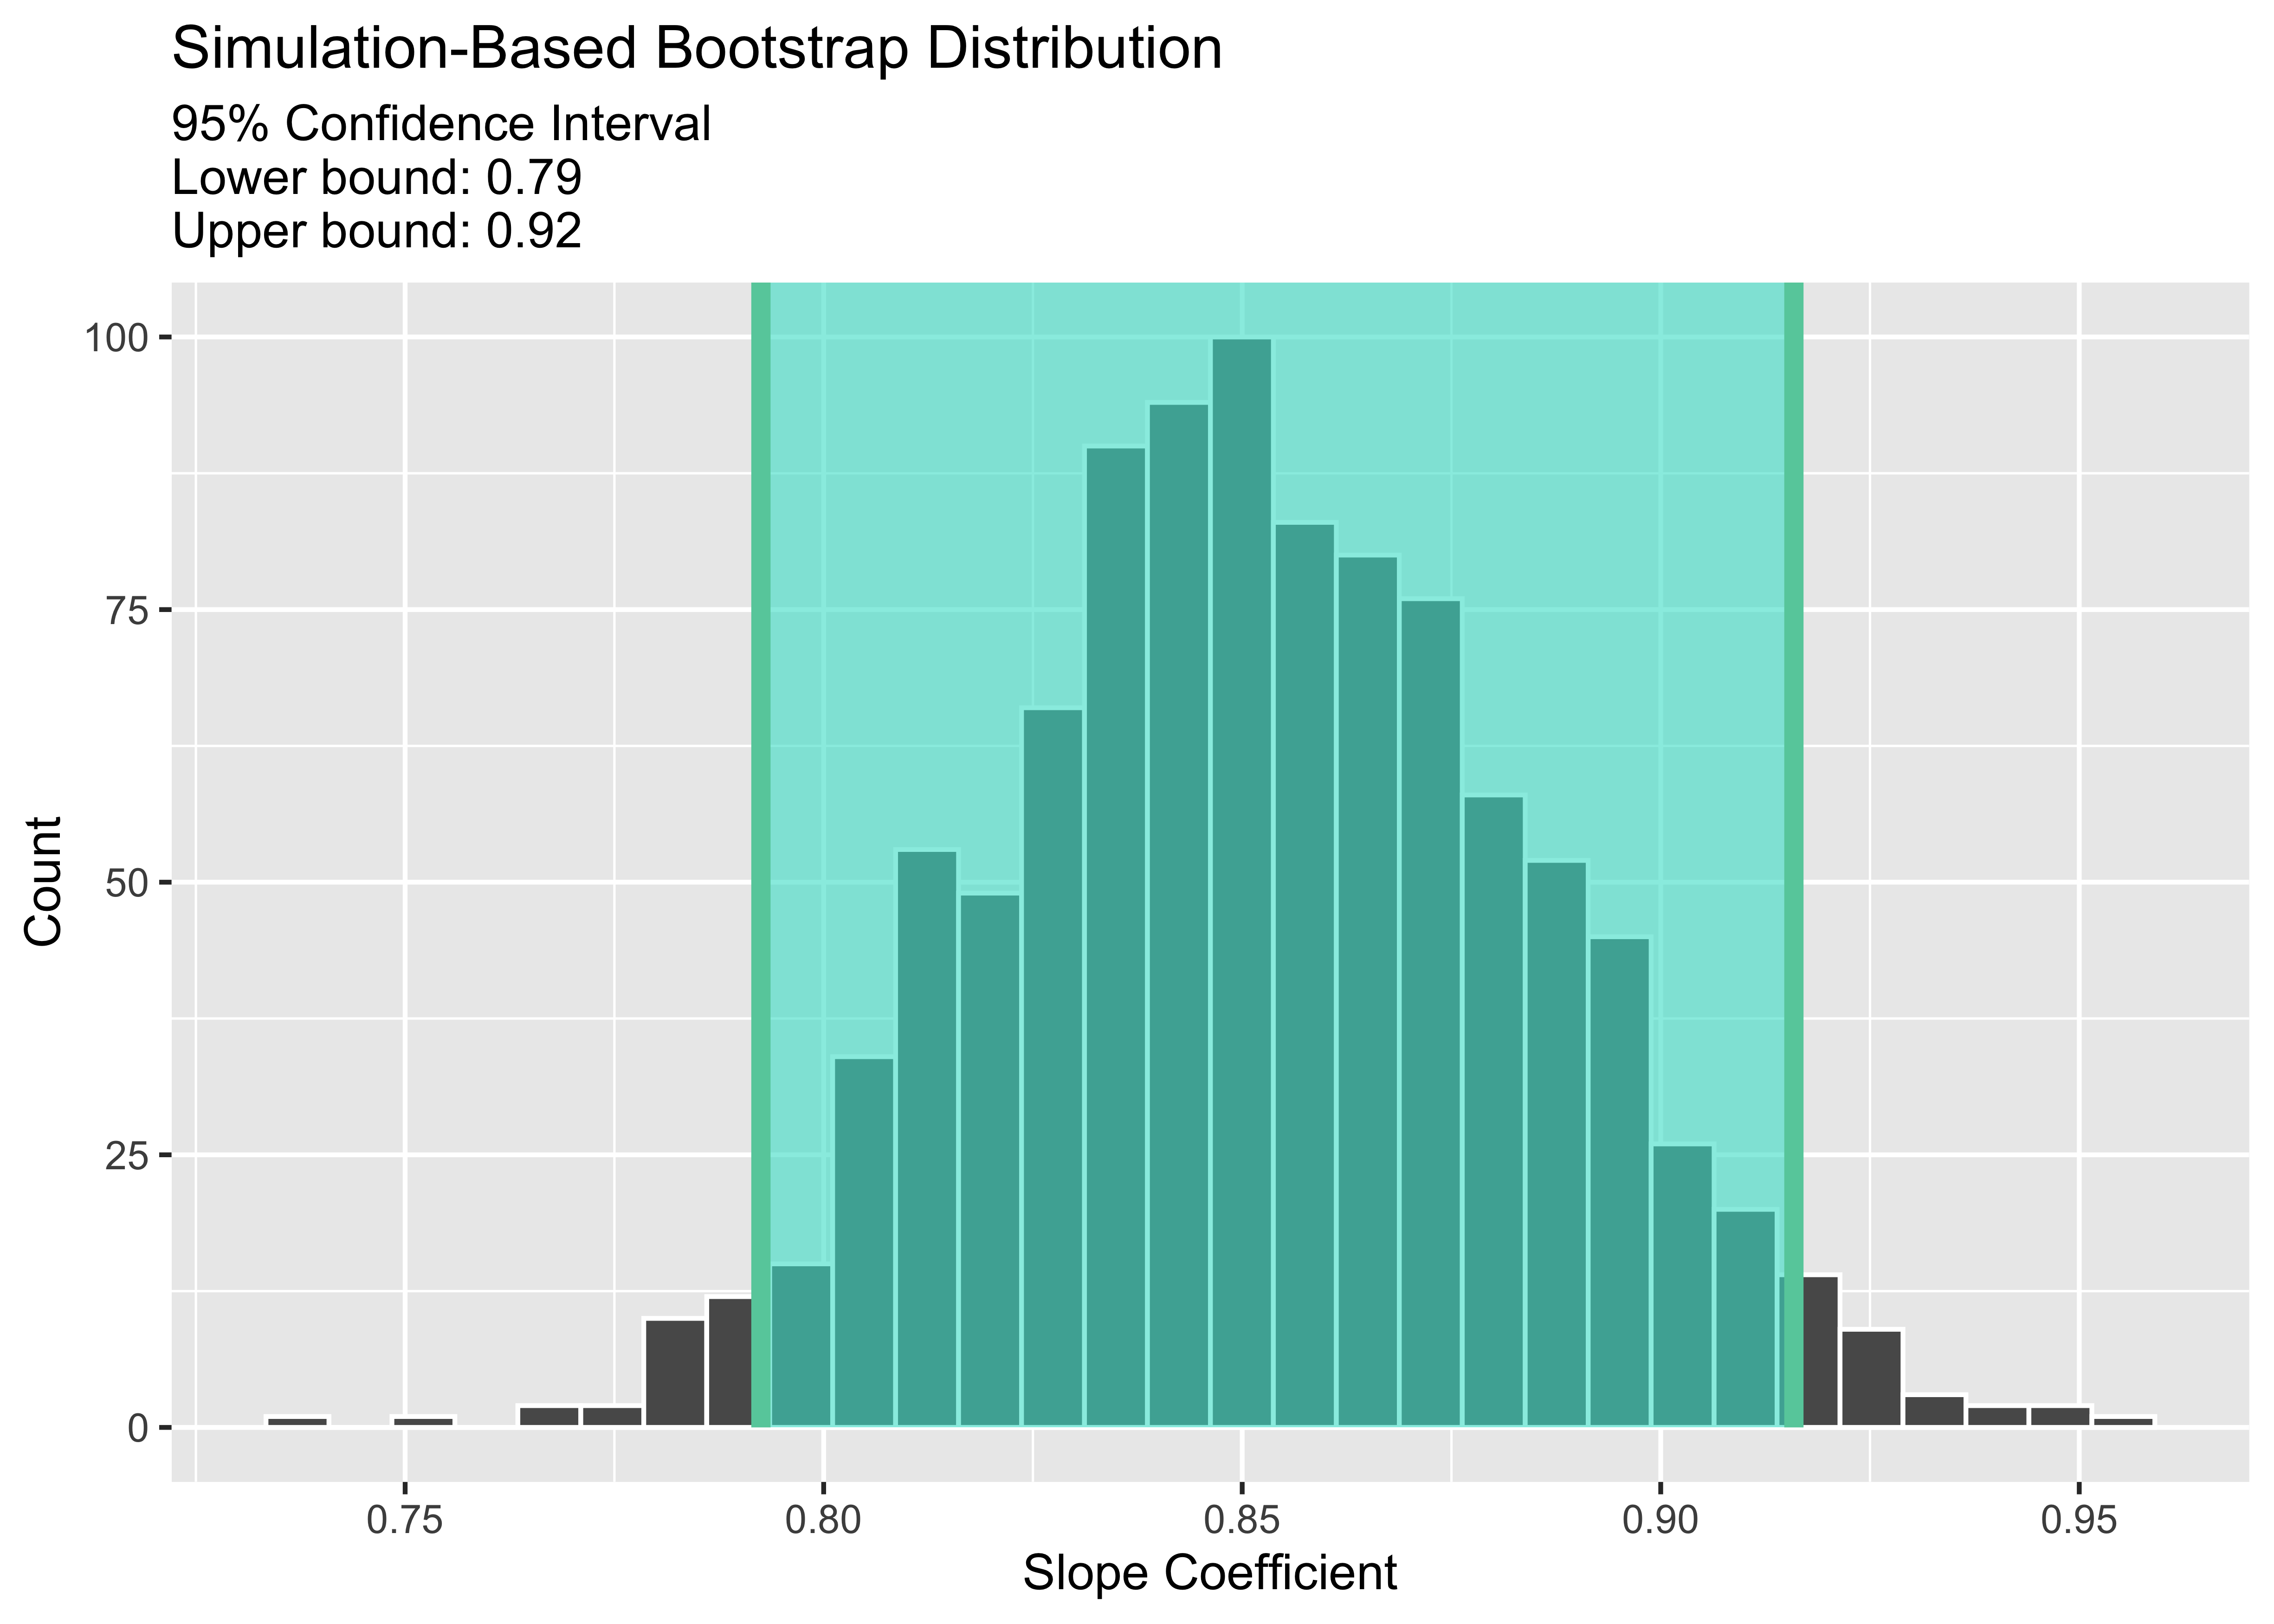 Simulation-Based Bootstrap Distribution
95% Confidence Interval
Lower bound: 0.79
Upper bound: 0.92
100
75
50
25
0
Count
0.75 0.80 0.85 0.90 0.95
Slope Coefficient